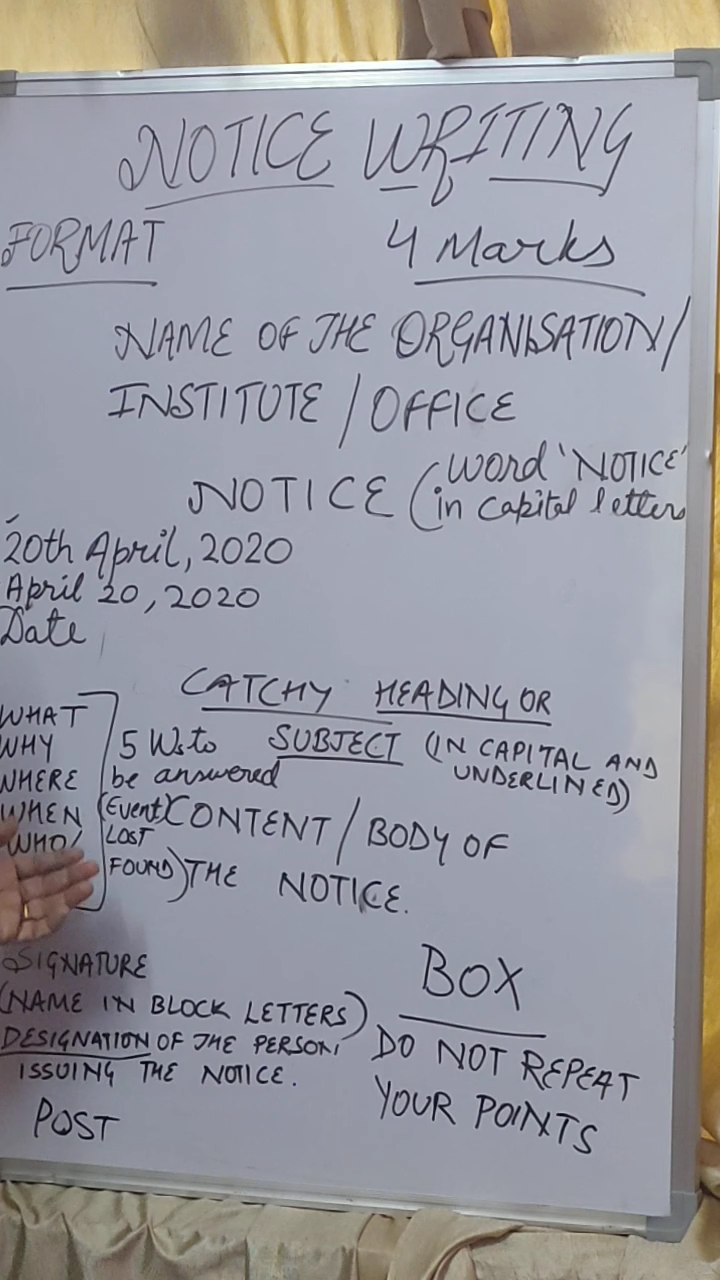 NOTICE WRITING
FORMAT 4 Marks
NAME OF THE ORGANISATION/
INSTITUTE / OFFICE
NOTICE (Word 'NOTICE'
in capital letters
20th April, 2020
April 20, 2020
Date
CATCHY HEADING OR
SUBJECT (IN CAPITAL AND
UNDERLINED)
WHAT
WHY
WHERE
WHEN
WHO/
5 Ws to
be answered
(Event)
LOST
FOUND)
CONTENT / BODY OF
THE NOTICE.
SIGNATURE
(NAME IN BLOCK LETTERS)
DESIGNATION OF THE PERSON,
ISSUING THE NOTICE.
POST
BOX
DO NOT REPEAT
YOUR POINTS